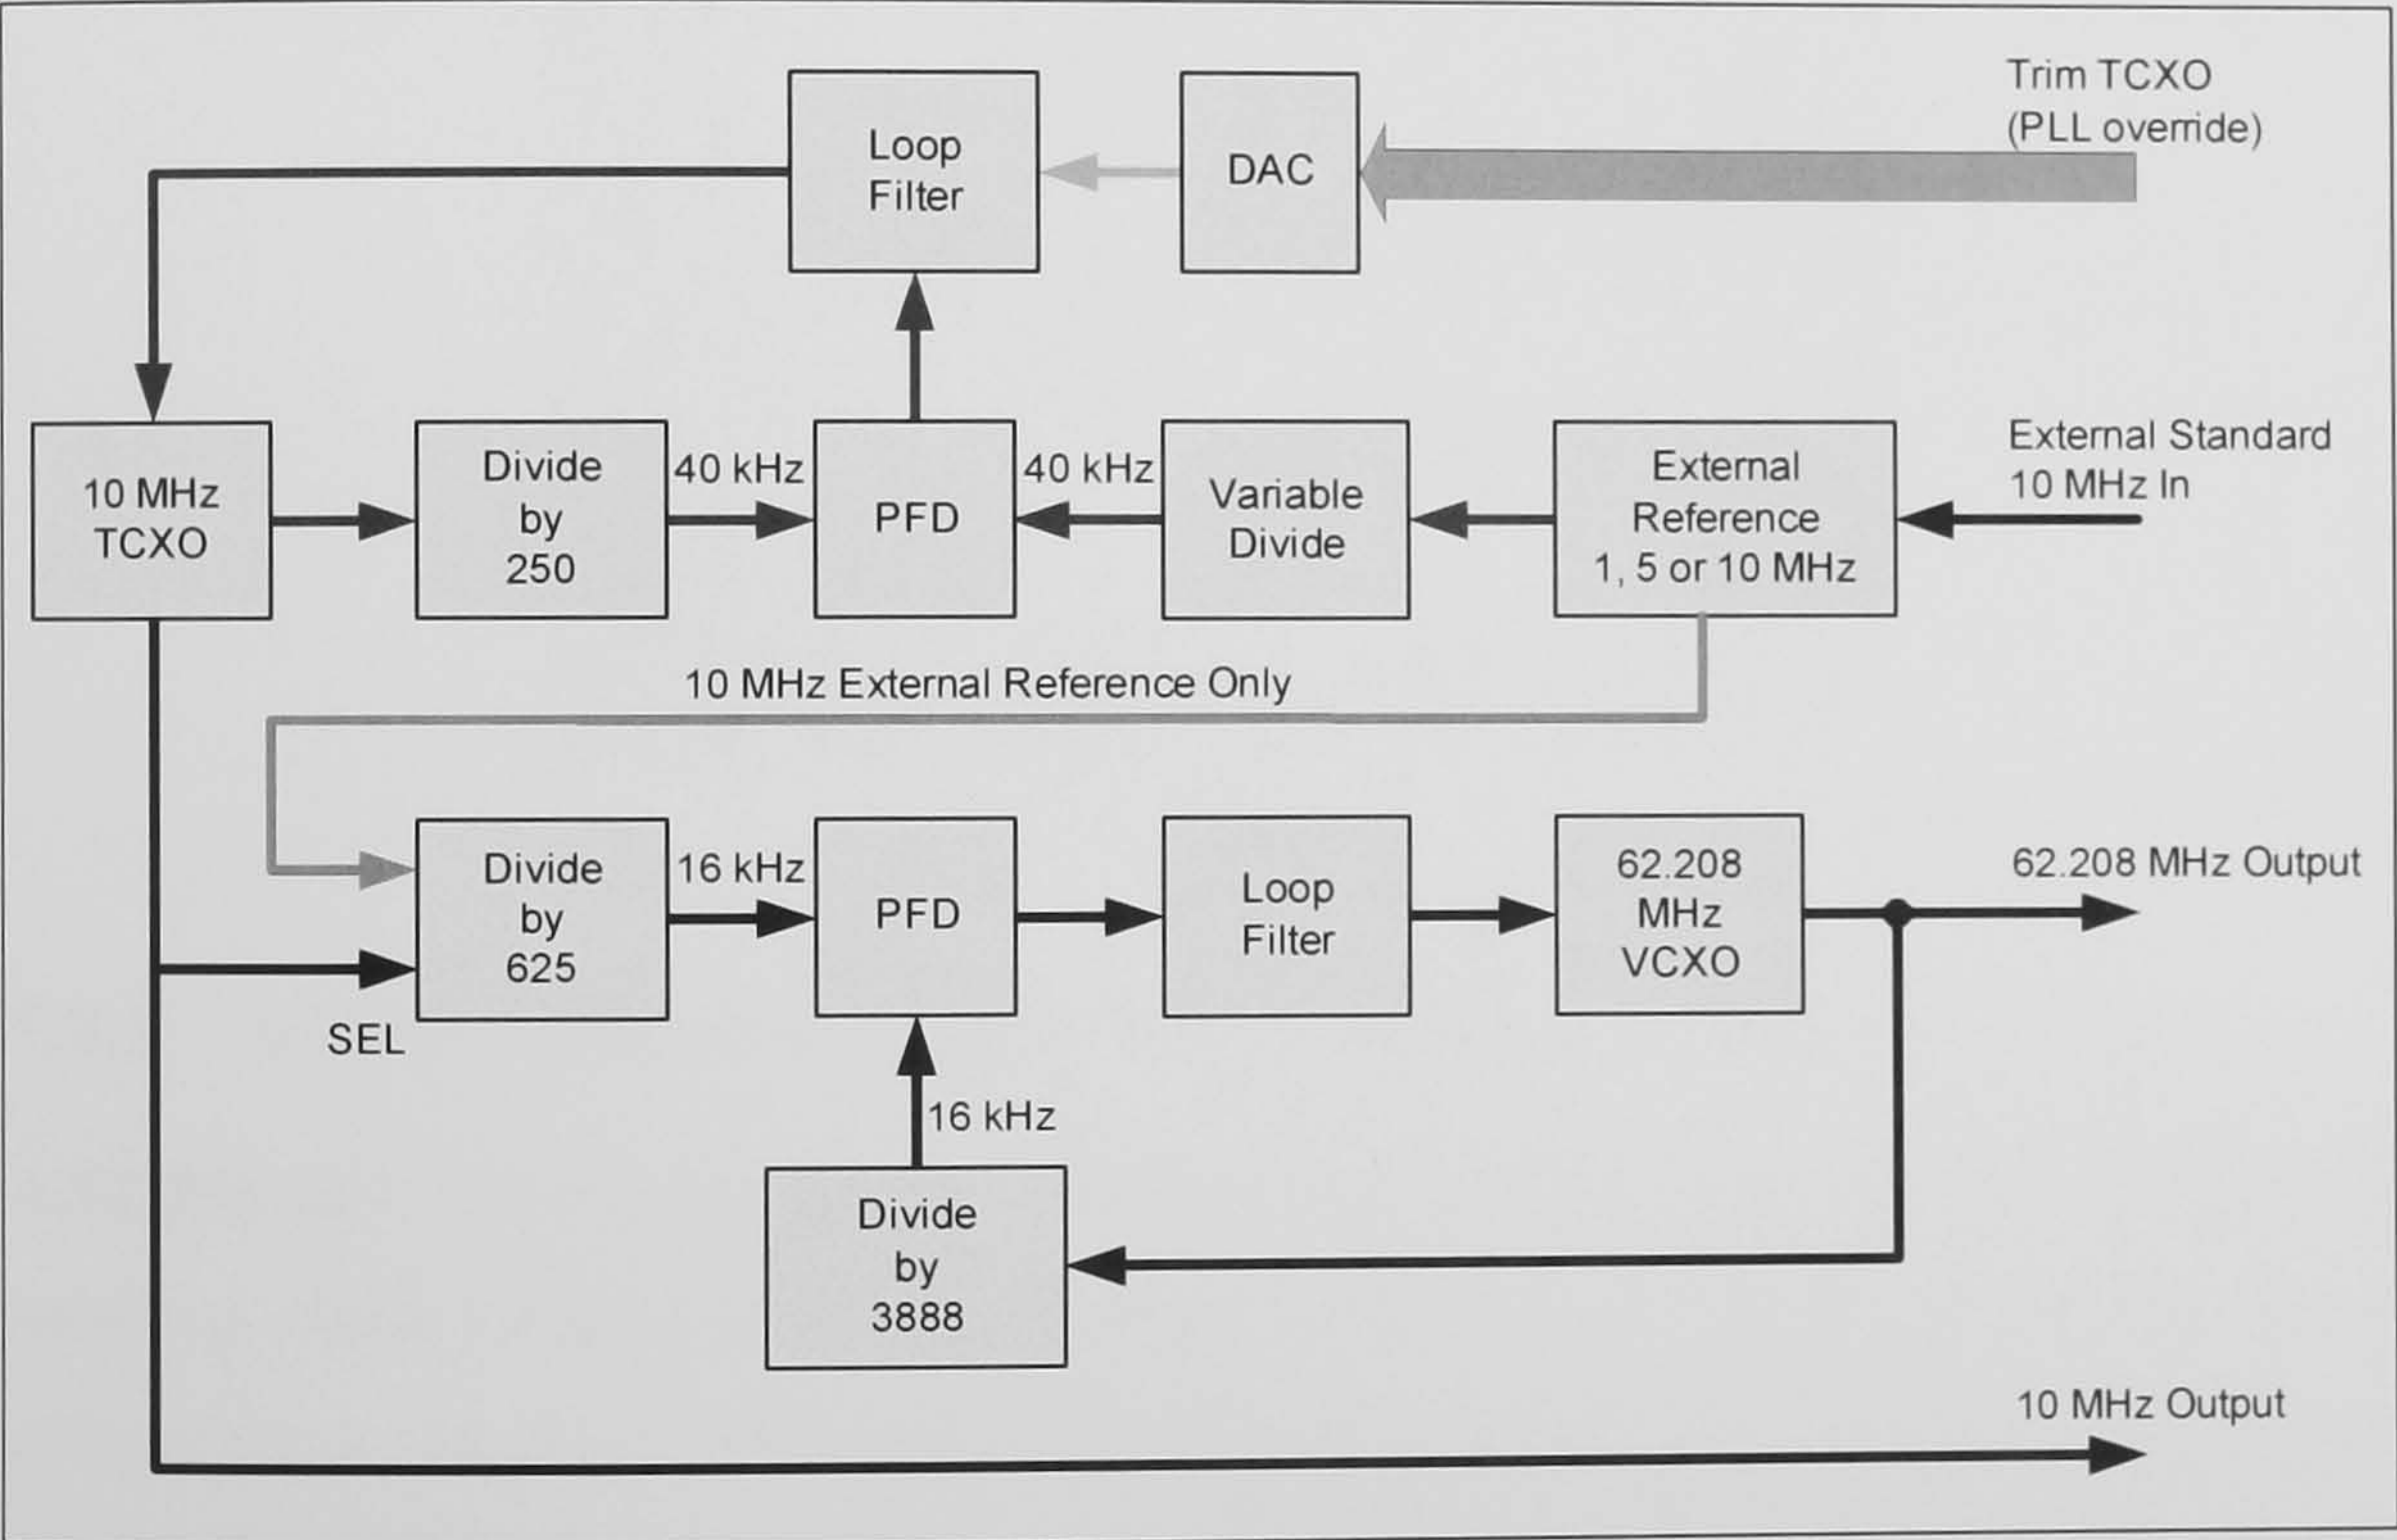 Trim TCXO
(PLL override)
Loop
Filter
DAC
External Standard
10 MHz In
10 MHz
TCXO
Divide
by
250
40 kHz
PFD
40 kHz
Variable
Divide
External
Reference
1, 5 or 10 MHz
10 MHz External Reference Only
Divide
by
625
16 kHz
PFD
Loop
Filter
62.208
MHz
VCXO
62.208 MHz Output
SEL
16 kHz
Divide
by
3888
10 MHz Output